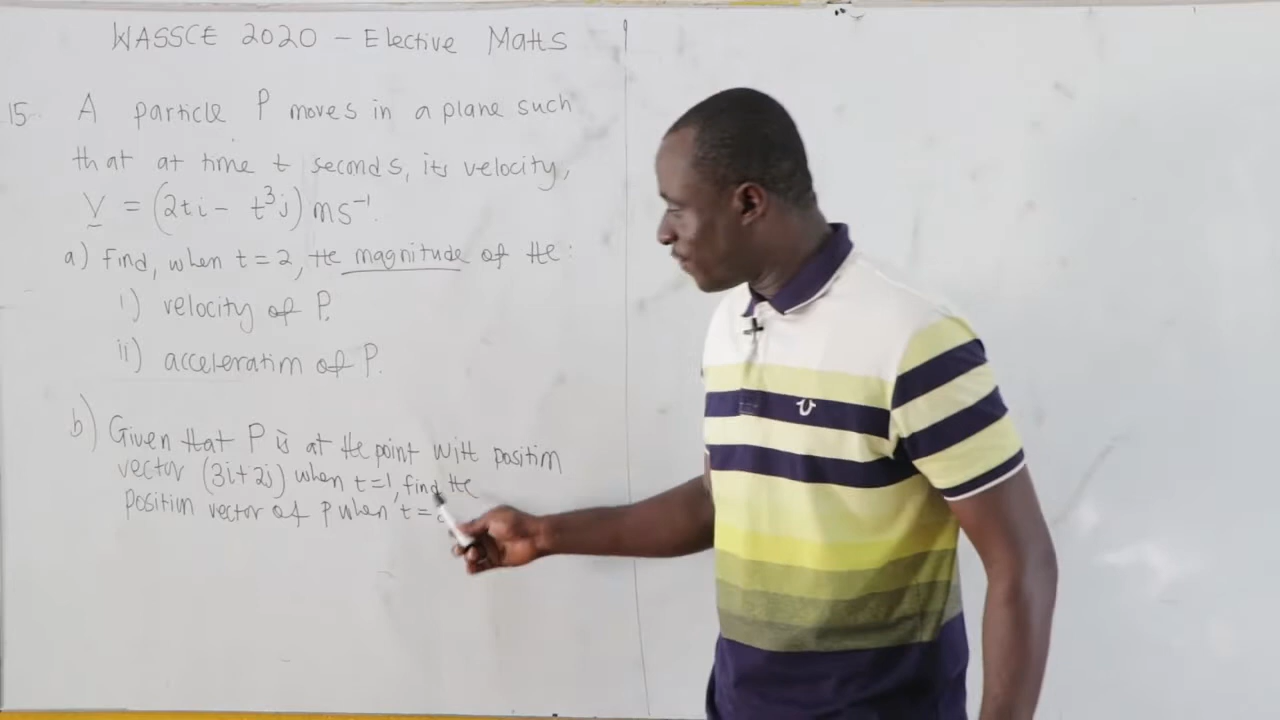 WASSCE 2020 - Elective Maths
15. A particle P moves in a plane such
that at time t seconds, its velocity,
V = (2ti - t³j) ms⁻¹.
a) Find, when t = 2, the magnitude of the:
i) velocity of P.
ii) acceleration of P.
b) Given that P is at the point with position
vector (3i+2j) when t=1, find the
position vector of P when t =